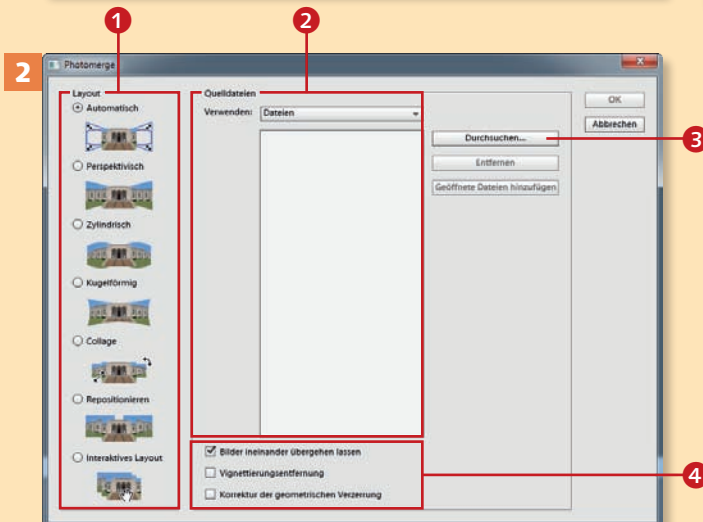 1
2
2
Photomerge
Layout
Automatisch
Perspektivisch
Zylindrisch
Kugelförmig
Collage
Repositionieren
Interaktives Layout
Quelldateien
Verwenden: Dateien
Durchsuchen...
Entfernen
Geöffnete Dateien hinzufügen
OK
Abbrechen
3
Bilder ineinander übergehen lassen
Vignettierungsentfernung
Korrektur der geometrischen Verzerrung
4